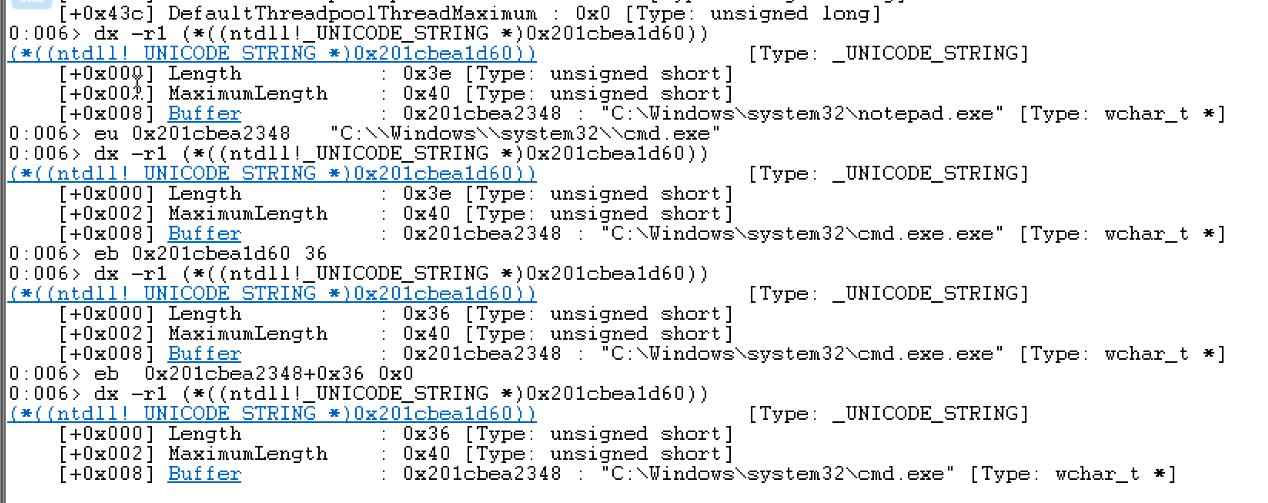 [+0x43c] DefaultThreadpoolThreadMaximum : 0x0 [Type: unsigned long]
0:006> dx -r1 (*((ntdll!_UNICODE_STRING *)0x201cbea1d60))
(*((ntdll!_UNICODE_STRING *)0x201cbea1d60)) [Type: _UNICODE_STRING]
[+0x000] Length : 0x3e [Type: unsigned short]
[+0x002] MaximumLength : 0x40 [Type: unsigned short]
[+0x008] Buffer : 0x201cbea2348 : "C:\Windows\system32\notepad.exe" [Type: wchar_t *]
0:006> eu 0x201cbea2348 "C:\\Windows\\system32\\cmd.exe"
0:006> dx -r1 (*((ntdll!_UNICODE_STRING *)0x201cbea1d60))
(*((ntdll!_UNICODE_STRING *)0x201cbea1d60)) [Type: _UNICODE_STRING]
[+0x000] Length : 0x3e [Type: unsigned short]
[+0x002] MaximumLength : 0x40 [Type: unsigned short]
[+0x008] Buffer : 0x201cbea2348 : "C:\Windows\system32\cmd.exe.exe" [Type: wchar_t *]
0:006> eb 0x201cbea1d60 36
0:006> dx -r1 (*((ntdll!_UNICODE_STRING *)0x201cbea1d60))
(*((ntdll!_UNICODE_STRING *)0x201cbea1d60)) [Type: _UNICODE_STRING]
[+0x000] Length : 0x36 [Type: unsigned short]
[+0x002] MaximumLength : 0x40 [Type: unsigned short]
[+0x008] Buffer : 0x201cbea2348 : "C:\Windows\system32\cmd.exe.exe" [Type: wchar_t *]
0:006> eb 0x201cbea2348+0x36 0x0
0:006> dx -r1 (*((ntdll!_UNICODE_STRING *)0x201cbea1d60))
(*((ntdll!_UNICODE_STRING *)0x201cbea1d60)) [Type: _UNICODE_STRING]
[+0x000] Length : 0x36 [Type: unsigned short]
[+0x002] MaximumLength : 0x40 [Type: unsigned short]
[+0x008] Buffer : 0x201cbea2348 : "C:\Windows\system32\cmd.exe" [Type: wchar_t *]